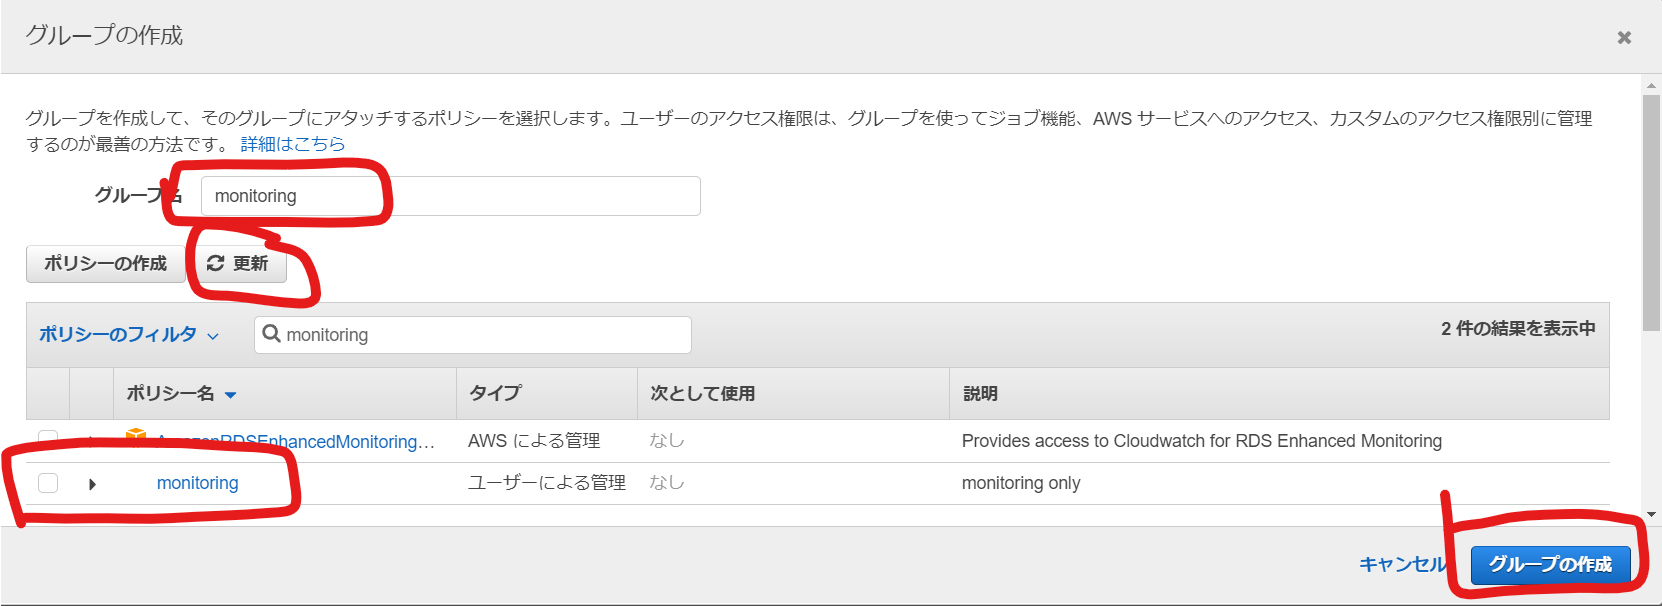 グループの作成
グループを作成して、そのグループにアタッチするポリシーを選択します。ユーザーのアクセス権限は、グループを使ってジョブ機能、AWS サービスへのアクセス、カスタムのアクセス権限別に管理
するのが最善の方法です。 詳細はこちら
グループ名 monitoring
ポリシーの作成 更新
ポリシーのフィルタ monitoring 2 件の結果を表示中
ポリシー名 タイプ 次として使用 説明
AmazonRDSEnhancedMonitoring… AWS による管理 なし Provides access to Cloudwatch for RDS Enhanced Monitoring
monitoring ユーザーによる管理 なし monitoring only
キャンセル グループの作成